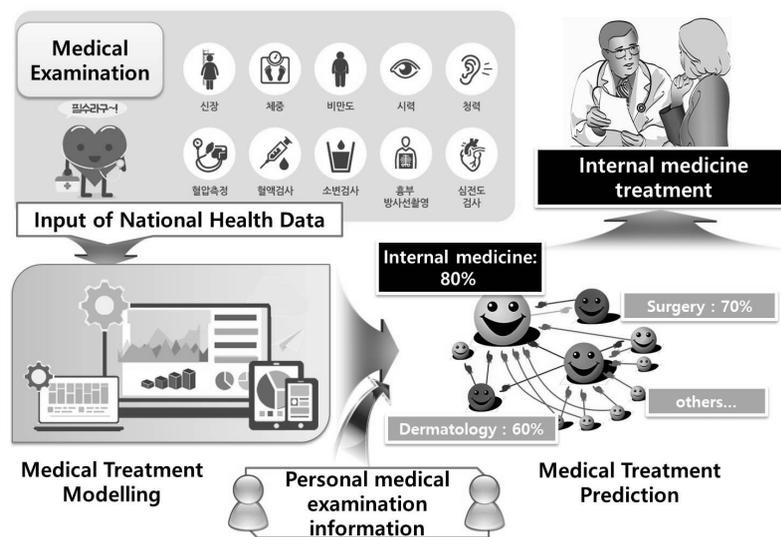 Medical
Examination
필수라구~!
신장
체중
비만도
시력
청력
혈압측정
혈액검사
소변검사
흉부
방사선촬영
심전도
검사
Input of National Health Data
Internal medicine
treatment
Internal medicine:
80%
Surgery : 70%
others...
Dermatology : 60%
Medical Treatment
Modelling
Personal medical
examination
information
Medical Treatment
Prediction